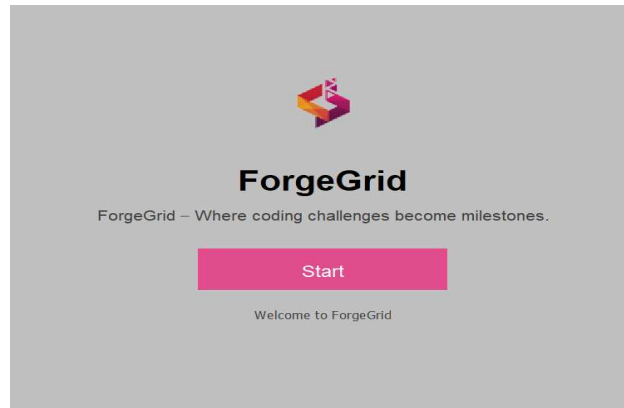 ForgeGrid
ForgeGrid – Where coding challenges become milestones.
Start
Welcome to ForgeGrid